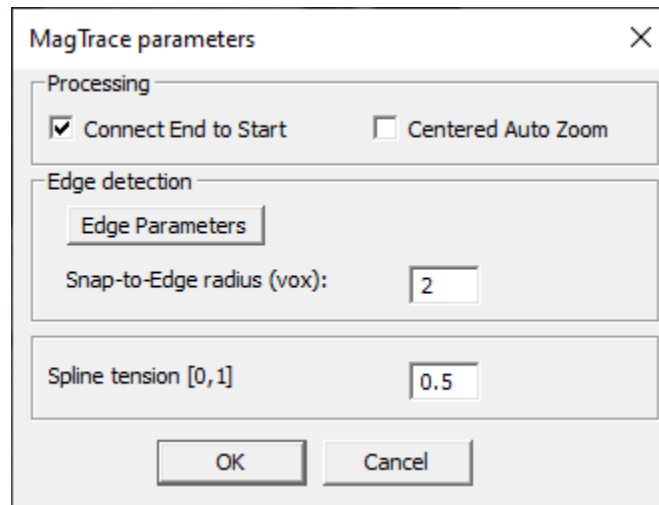 MagTrace parameters
Processing
Connect End to Start
Centered Auto Zoom
Edge detection
Edge Parameters
Snap-to-Edge radius (vox):
2
Spline tension [0,1]
0.5
OK
Cancel